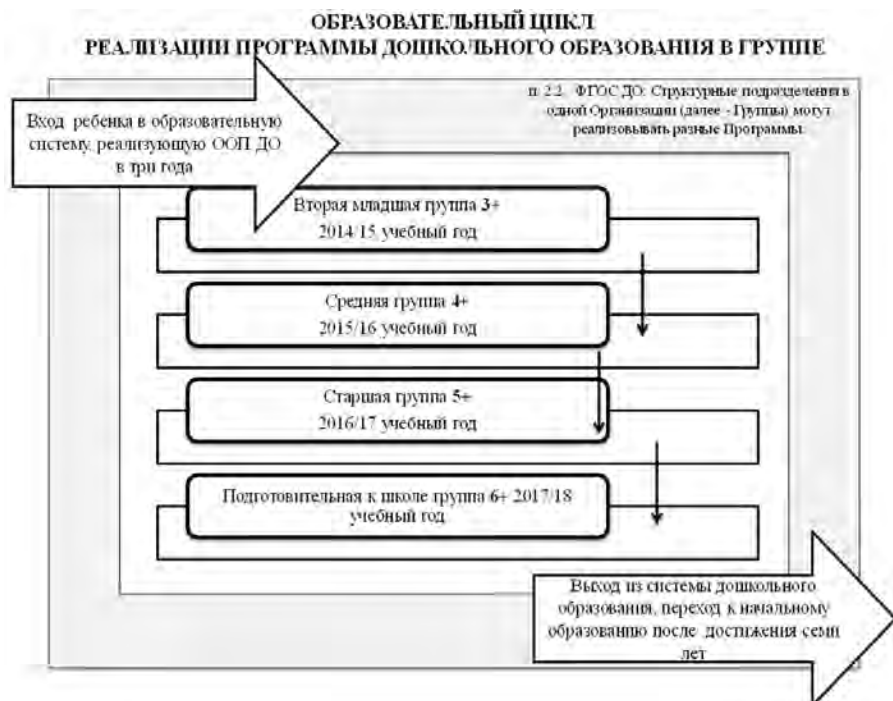 ОБРАЗОВАТЕЛЬНЫЙ ЦИКЛ
РЕАЛИЗАЦИИ ПРОГРАММЫ ДОШКОЛЬНОГО ОБРАЗОВАНИЯ В ГРУППЕ
п. 2.2. ФГОС ДО: Структурные подразделения в
одной Организации (далее - Группы) могут
реализовывать разные Программы.
Вход ребенка в образовательную
систему, реализующую ООП ДО
в три года
Вторая младшая группа 3+
2014/15 учебный год
Средняя группа 4+
2015/16 учебный год
Старшая группа 5+
2016/17 учебный год
Подготовительная к школе группа 6+ 2017/18
учебный год
Выход из системы дошкольного
образования, переход к начальному
образованию после достижения семи
лет